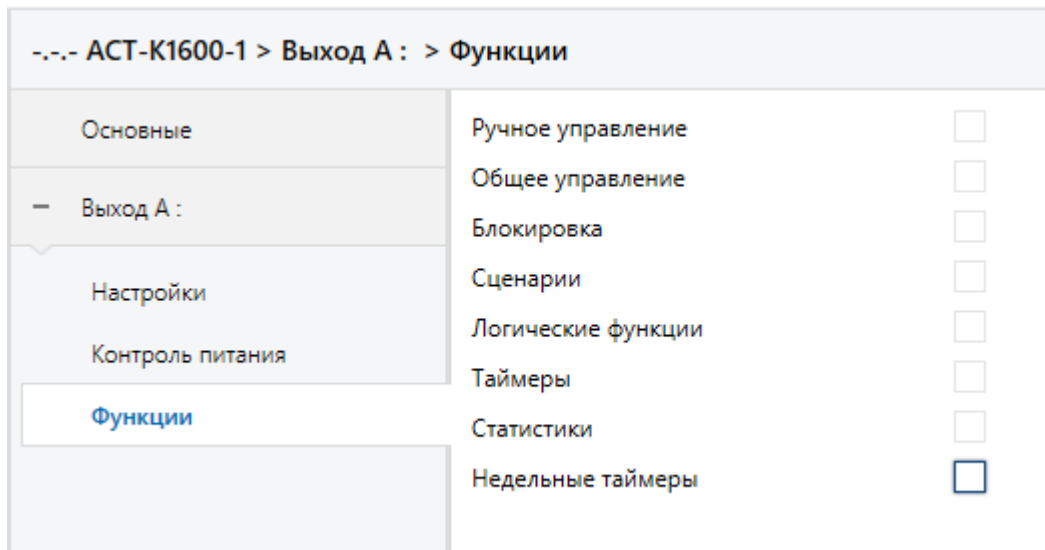 -.-.- ACT-K1600-1 > Выход А : > Функции
Основные
Выход А :
Настройки
Контроль питания
Функции
Ручное управление
Общее управление
Блокировка
Сценарии
Логические функции
Таймеры
Статистики
Недельные таймеры